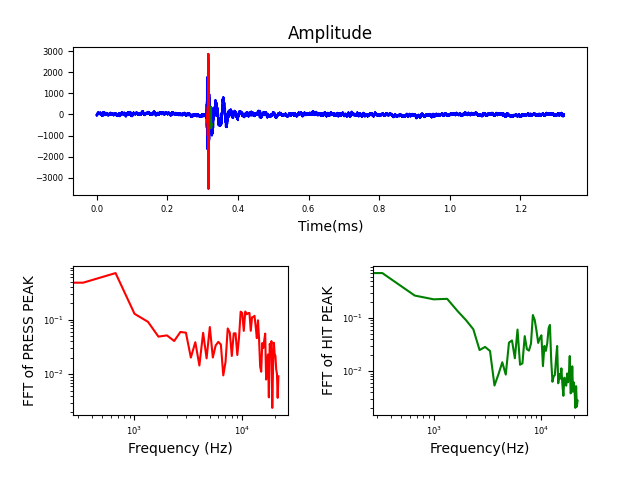 Amplitude
3000
2000
1000
0
−1000
−2000
−3000
0.0 0.2 0.4 0.6 0.8 1.0 1.2
Time(ms)
FFT of PRESS PEAK
10⁻¹
10⁻²
10³ 10⁴
Frequency (Hz)
FFT of HIT PEAK
10⁻¹
10⁻²
10³ 10⁴
Frequency(Hz)